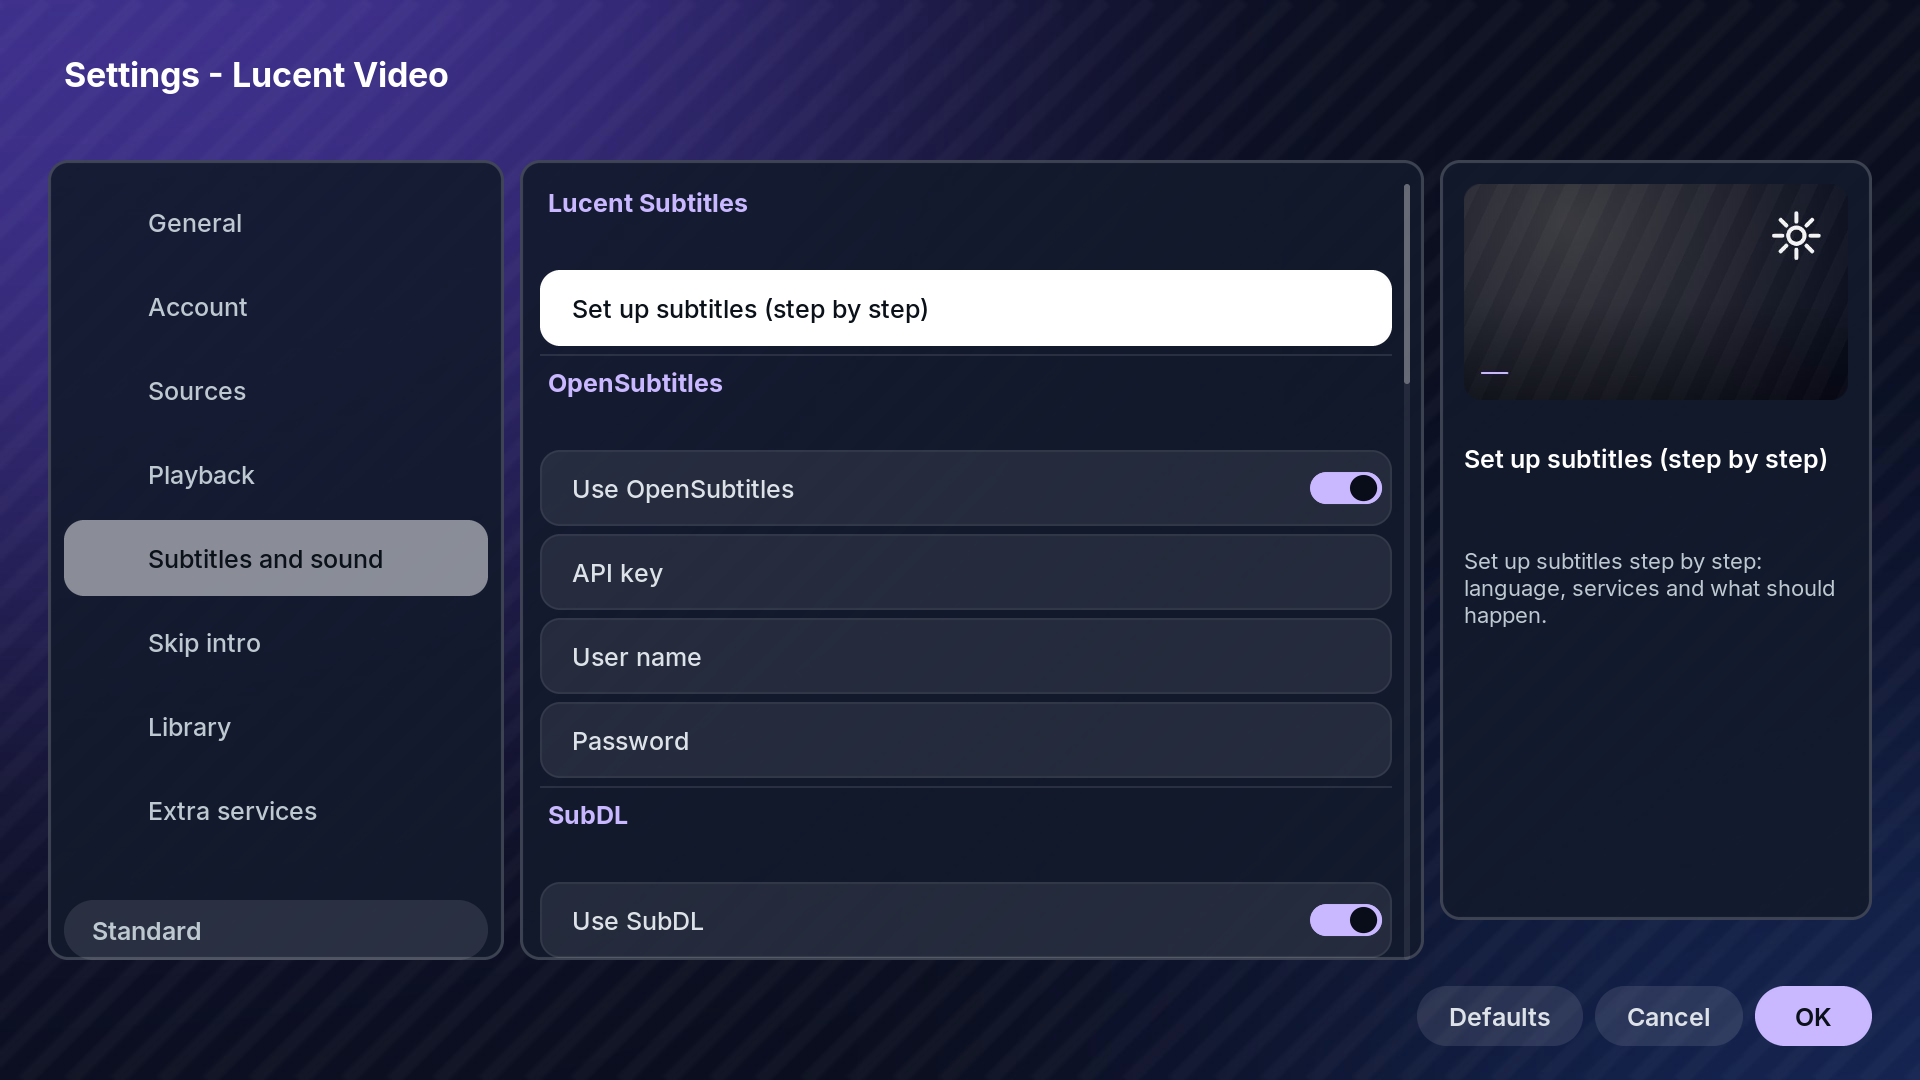 Settings - Lucent Video
General
Account
Sources
Playback
Subtitles and sound
Skip intro
Library
Extra services
Standard
Lucent Subtitles
Set up subtitles (step by step)
OpenSubtitles
Use OpenSubtitles
API key
User name
Password
SubDL
Use SubDL
Set up subtitles (step by step)
Set up subtitles step by step:
language, services and what should
happen.
Defaults
Cancel
OK